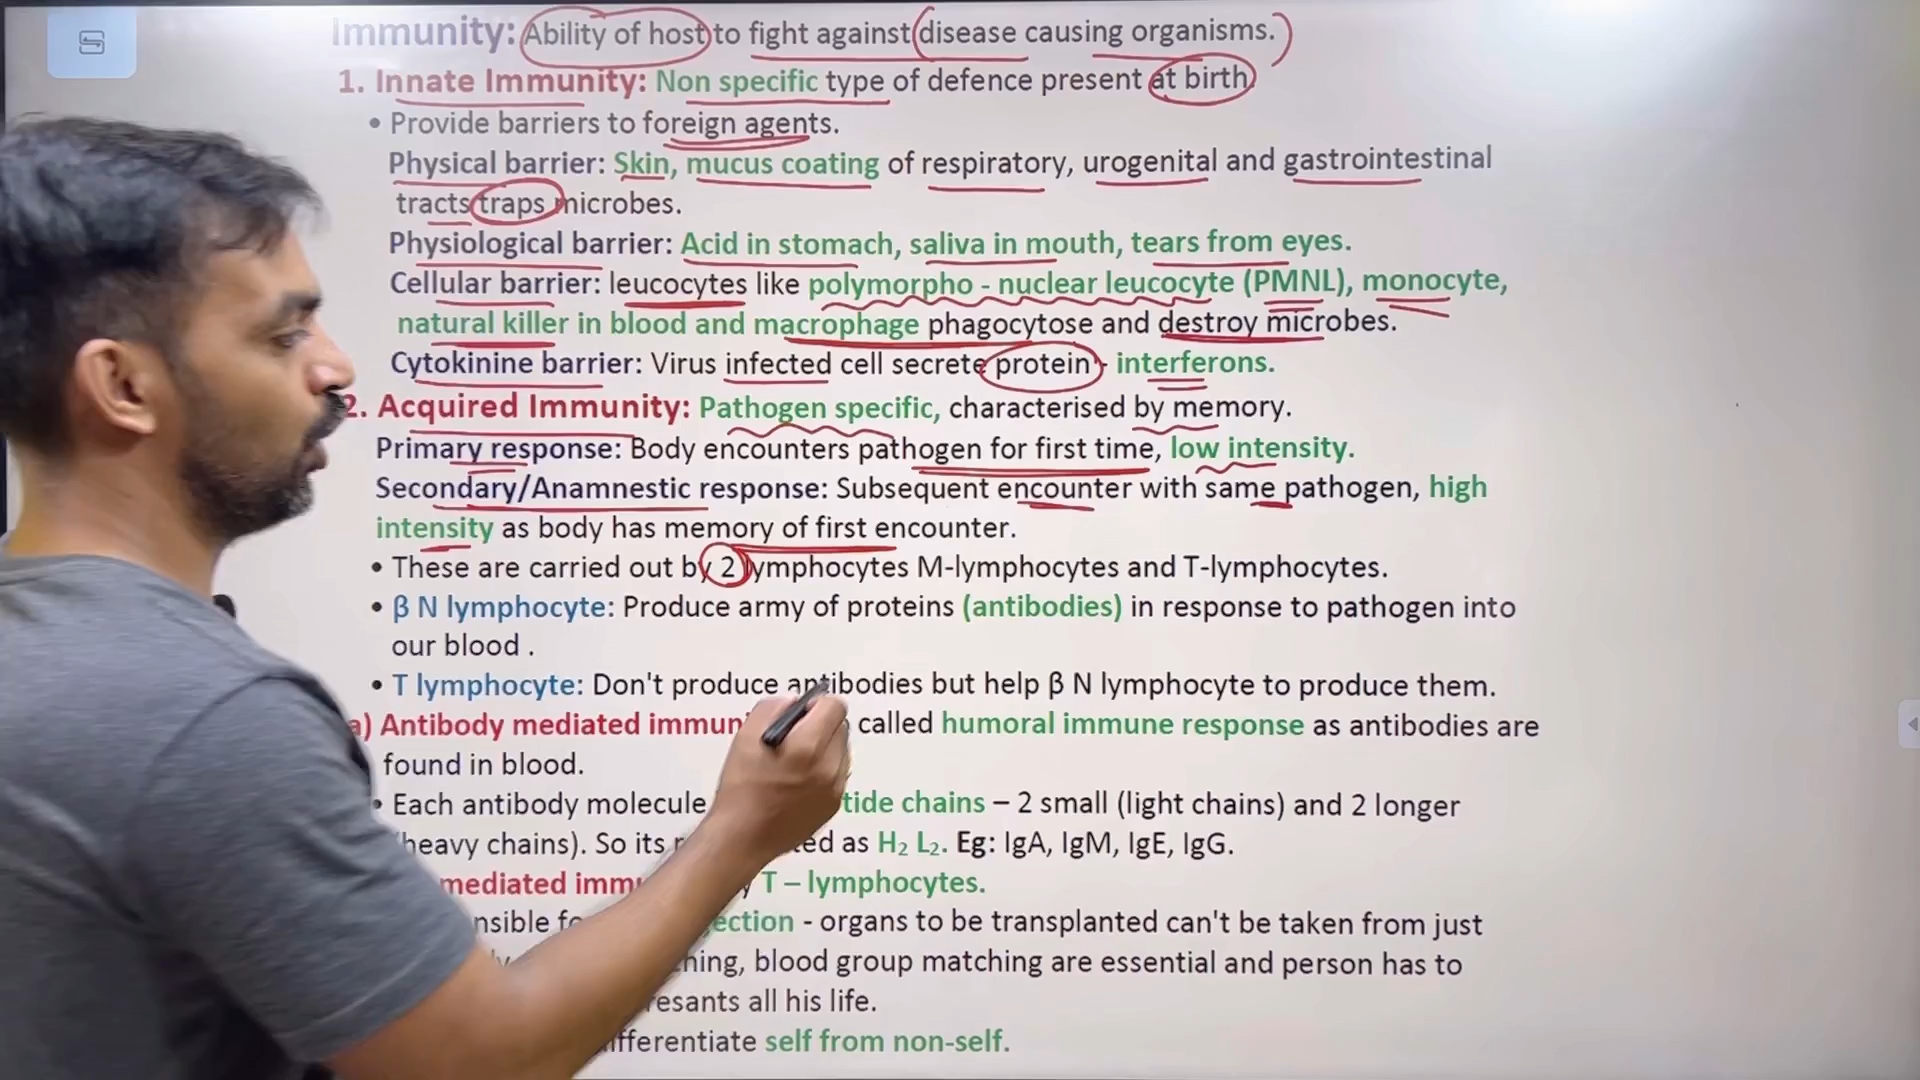 Immunity: Ability of host to fight against disease causing organisms.
1. Innate Immunity: Non specific type of defence present at birth
• Provide barriers to foreign agents.
Physical barrier: Skin, mucus coating of respiratory, urogenital and gastrointestinal
tracts traps microbes.
Physiological barrier: Acid in stomach, saliva in mouth, tears from eyes.
Cellular barrier: leucocytes like polymorpho - nuclear leucocyte (PMNL), monocyte,
natural killer in blood and macrophage phagocytose and destroy microbes.
Cytokinine barrier: Virus infected cell secrete protein - interferons.
2. Acquired Immunity: Pathogen specific, characterised by memory.
Primary response: Body encounters pathogen for first time, low intensity.
Secondary/Anamnestic response: Subsequent encounter with same pathogen, high
intensity as body has memory of first encounter.
• These are carried out by 2 lymphocytes M-lymphocytes and T-lymphocytes.
• β N lymphocyte: Produce army of proteins (antibodies) in response to pathogen into
our blood .
• T lymphocyte: Don't produce antibodies but help β N lymphocyte to produce them.
a) Antibody mediated called humoral immune response as antibodies are
found in blood.
• Each antibody molecule chains – 2 small (light chains) and 2 longer
(heavy chains). So its as H₂ L₂. Eg: IgA, IgM, IgE, IgG.
mediated T – lymphocytes.
- organs to be transplanted can't be taken from just
blood group matching are essential and person has to
all his life.
self from non-self.